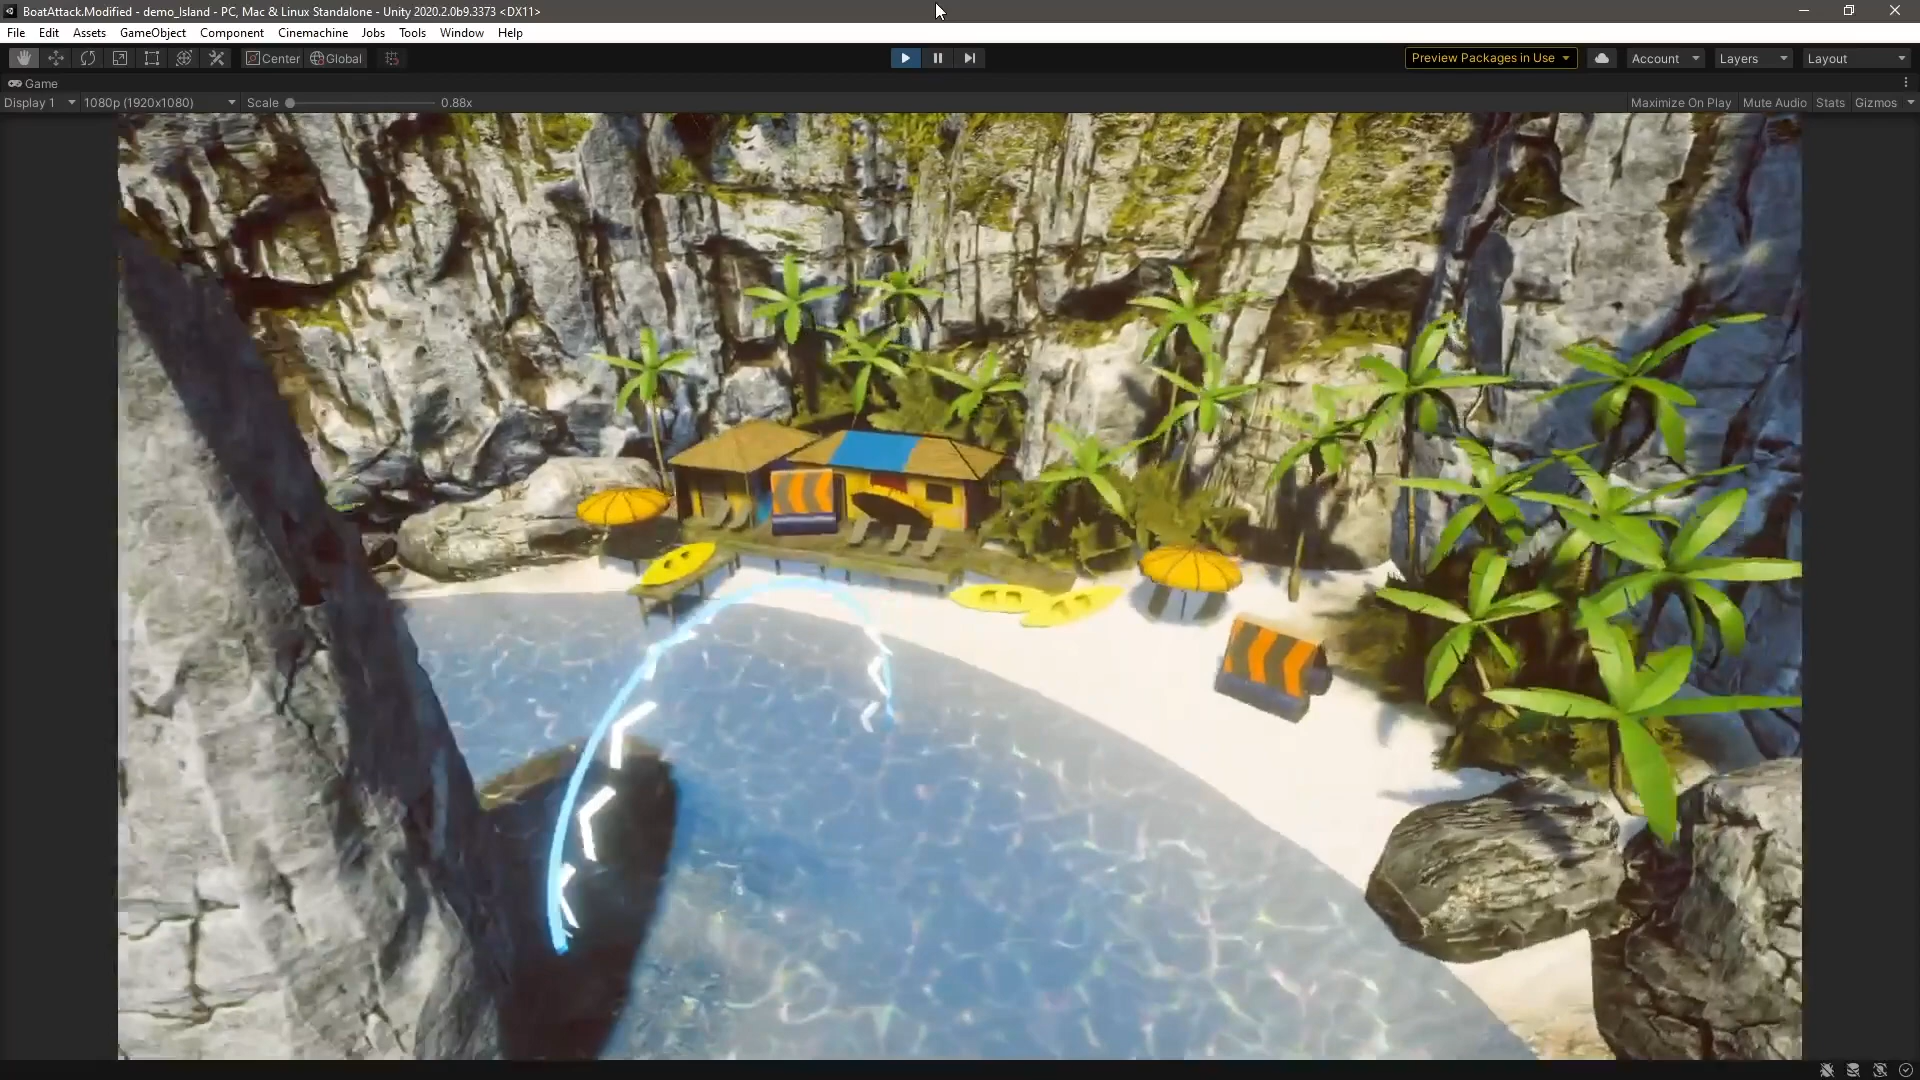 BoatAttack.Modified - demo_Island - PC, Mac & Linux Standalone - Unity 2020.2.0b9.3373 <DX11>
File Edit Assets GameObject Component Cinemachine Jobs Tools Window Help
Center Global Preview Packages in Use Account Layers Layout
Game
Display 1 1080p (1920x1080) Scale 0.88x Maximize On Play Mute Audio Stats Gizmos